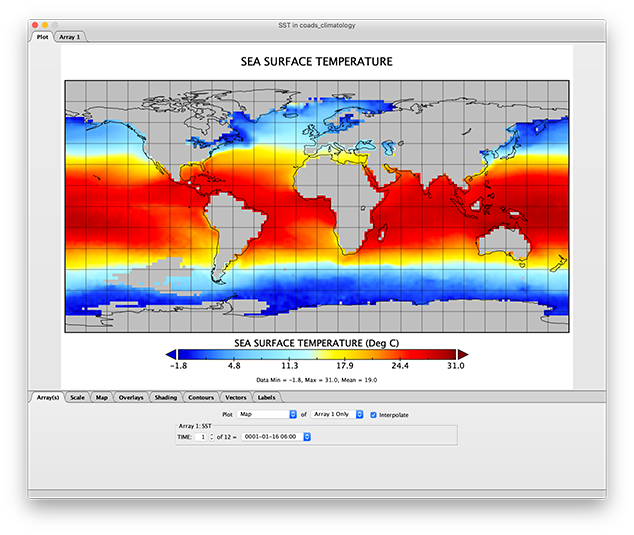 SST in coads_climatology
Plot Array 1
SEA SURFACE TEMPERATURE
SEA SURFACE TEMPERATURE (Deg C)
-1.8 4.8 11.3 17.9 24.4 31.0
Data Min = -1.8, Max = 31.0, Mean = 19.0
Array(s) Scale Map Overlays Shading Contours Vectors Labels
Plot Map of Array 1 Only Interpolate
Array 1: SST
TIME: 1 of 12 = 0001-01-16 06:00